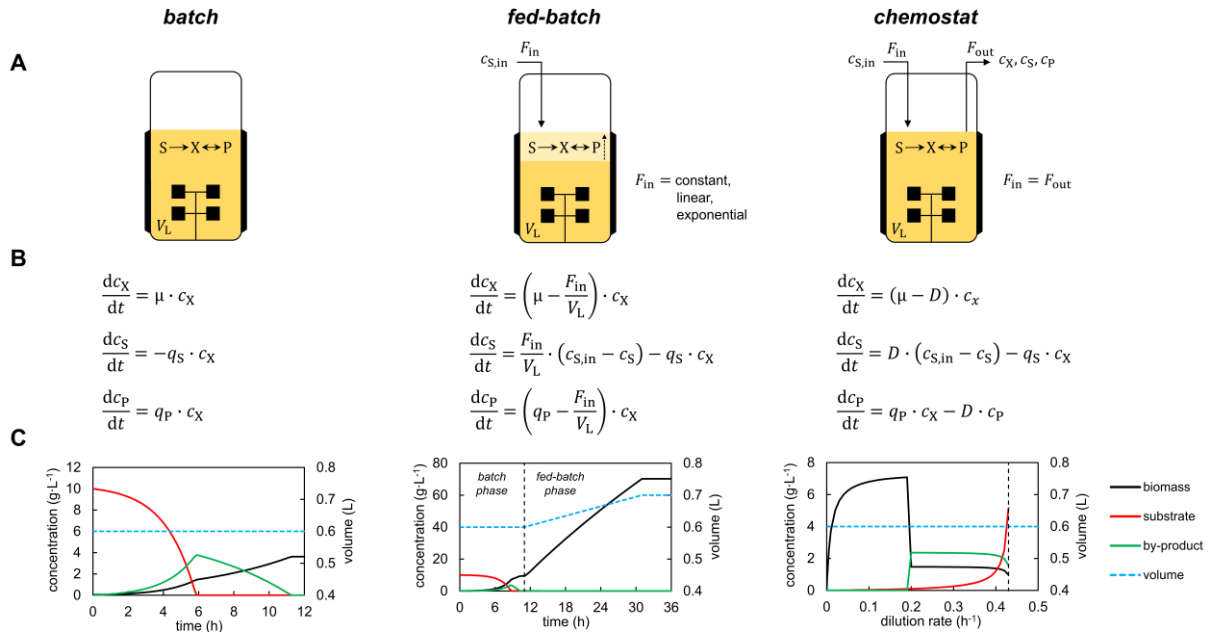 batch fed-batch chemostat
A
F_in
c_S,in
F_in F_out
c_S,in c_X, c_S, c_P
S → X ↔ P
V_L
S → X ↔ P
V_L
F_in = constant,
linear,
exponential
S → X ↔ P
V_L
F_in = F_out
B
dc_X/dt = μ · c_X
dc_S/dt = −q_S · c_X
dc_P/dt = q_P · c_X
dc_X/dt = (μ − F_in/V_L) · c_X
dc_S/dt = F_in/V_L · (c_S,in − c_S) − q_S · c_X
dc_P/dt = (q_P − F_in/V_L) · c_X
dc_X/dt = (μ − D) · c_x
dc_S/dt = D · (c_S,in − c_S) − q_S · c_X
dc_P/dt = q_P · c_X − D · c_P
C
concentration (g·L⁻¹)
12
10
8
6
4
2
0
0 2 4 6 8 10 12
time (h)
0.8
0.7
0.6
0.5
0.4
volume (L)
concentration (g·L⁻¹)
80
60
40
20
0
batch
phase
fed-batch
phase
0 6 12 18 24 30 36
time (h)
0.8
0.7
0.6
0.5
0.4
volume (L)
concentration (g·L⁻¹)
8
6
4
2
0
0 0.1 0.2 0.3 0.4 0.5
dilution rate (h⁻¹)
0.8
0.7
0.6
0.5
0.4
volume (L)
biomass
substrate
by-product
volume